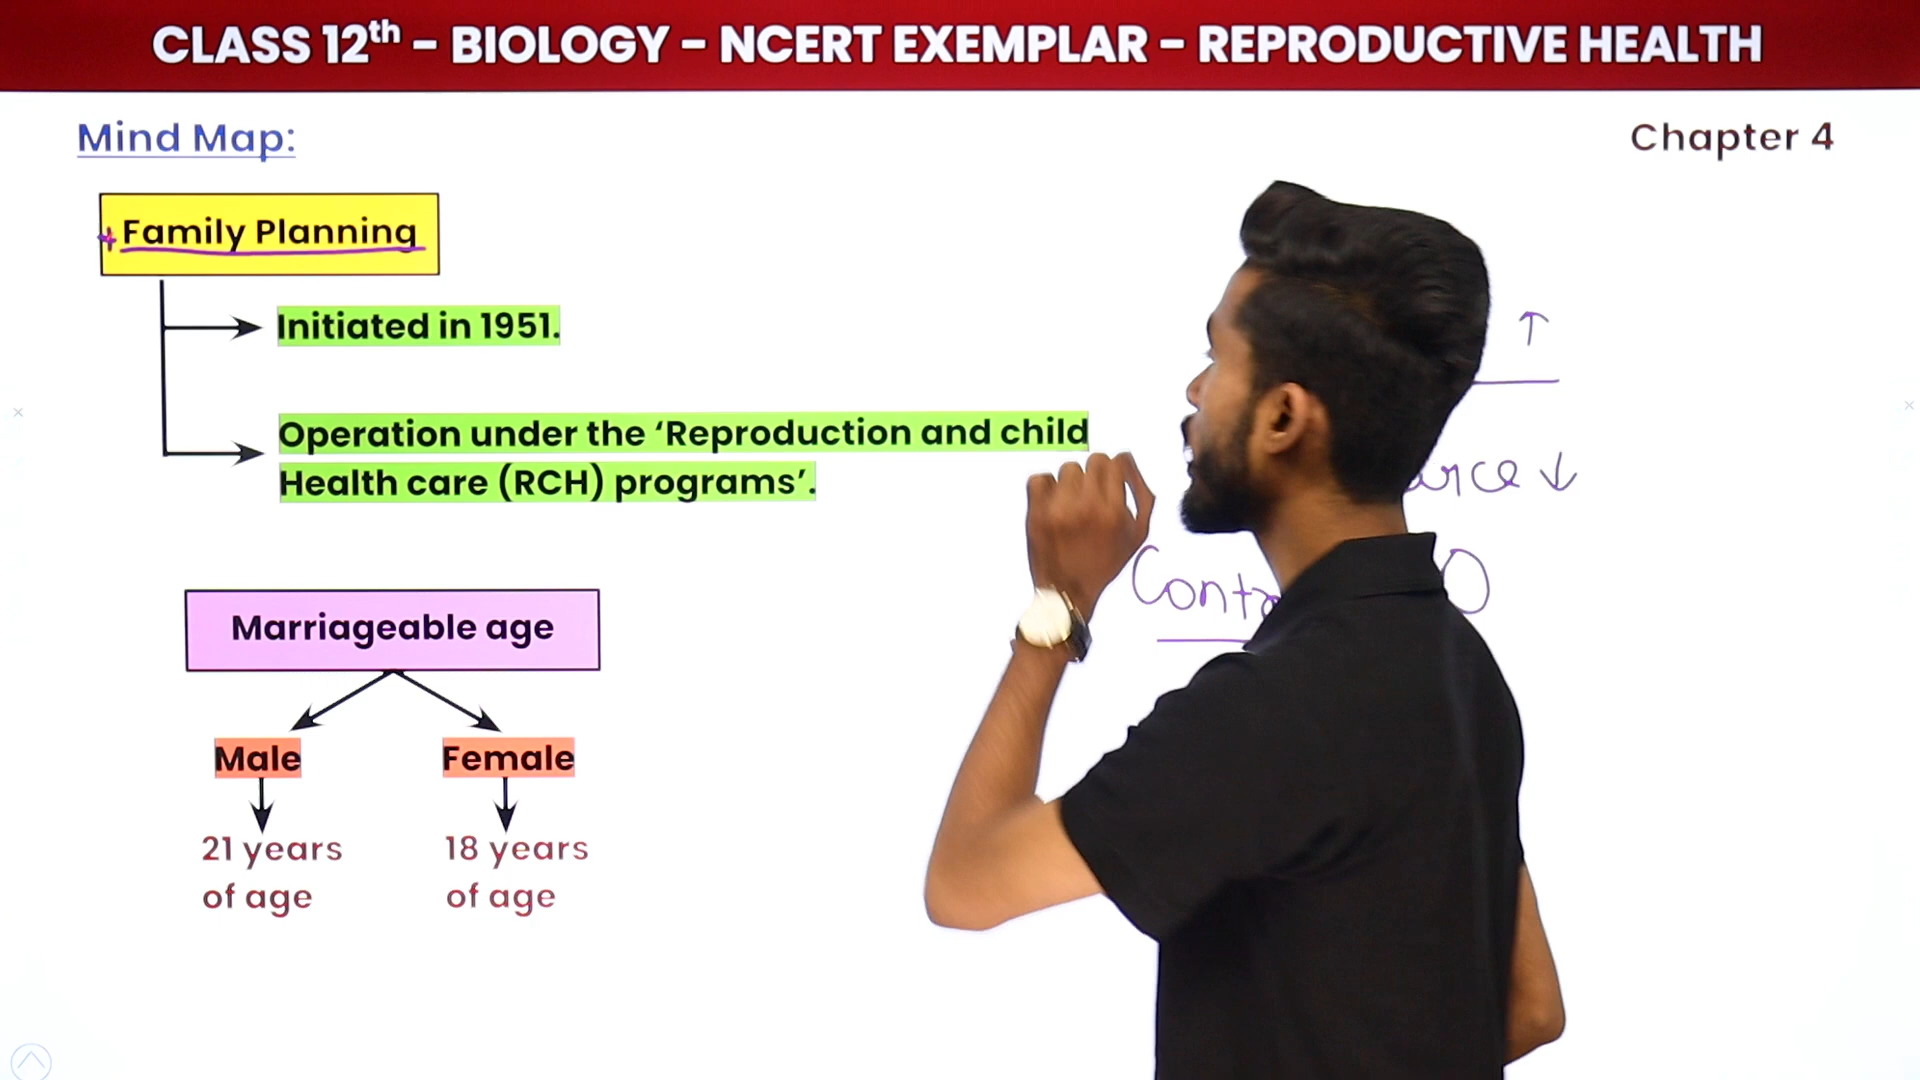 CLASS 12th – BIOLOGY – NCERT EXEMPLAR – REPRODUCTIVE HEALTH
Mind Map:
Chapter 4
Family Planning
Initiated in 1951.
↑
Operation under the ‘Reproduction and child
Health care (RCH) programs’.
↓
Marriageable age
Male
Female
21 years
of age
18 years
of age